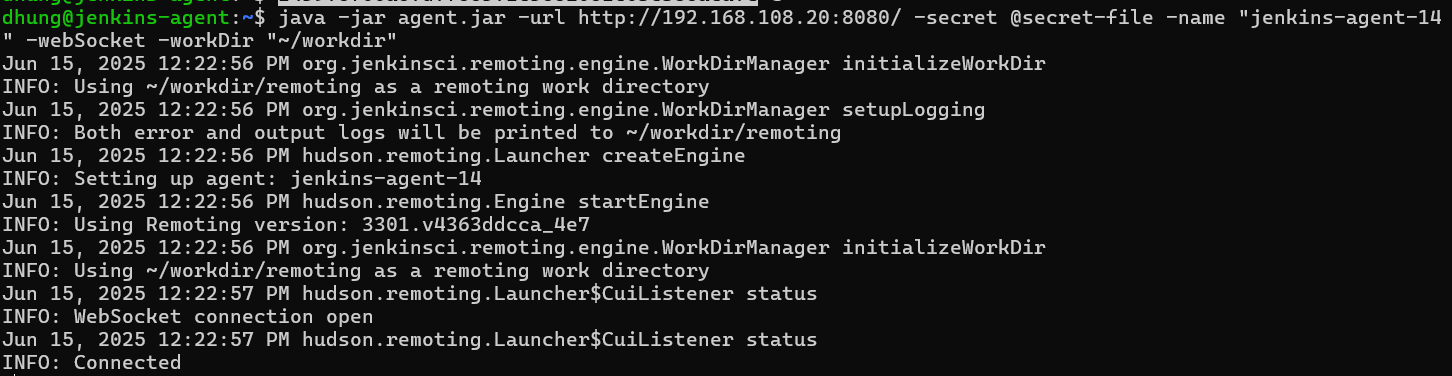 dhung@jenkins-agent:~$ java -jar agent.jar -url http://192.168.108.20:8080/ -secret @secret-file -name "jenkins-agent-14
" -webSocket -workDir "~/workdir"
Jun 15, 2025 12:22:56 PM org.jenkinsci.remoting.engine.WorkDirManager initializeWorkDir
INFO: Using ~/workdir/remoting as a remoting work directory
Jun 15, 2025 12:22:56 PM org.jenkinsci.remoting.engine.WorkDirManager setupLogging
INFO: Both error and output logs will be printed to ~/workdir/remoting
Jun 15, 2025 12:22:56 PM hudson.remoting.Launcher createEngine
INFO: Setting up agent: jenkins-agent-14
Jun 15, 2025 12:22:56 PM hudson.remoting.Engine startEngine
INFO: Using Remoting version: 3301.v4363ddcca_4e7
Jun 15, 2025 12:22:56 PM org.jenkinsci.remoting.engine.WorkDirManager initializeWorkDir
INFO: Using ~/workdir/remoting as a remoting work directory
Jun 15, 2025 12:22:57 PM hudson.remoting.Launcher$CuiListener status
INFO: WebSocket connection open
Jun 15, 2025 12:22:57 PM hudson.remoting.Launcher$CuiListener status
INFO: Connected